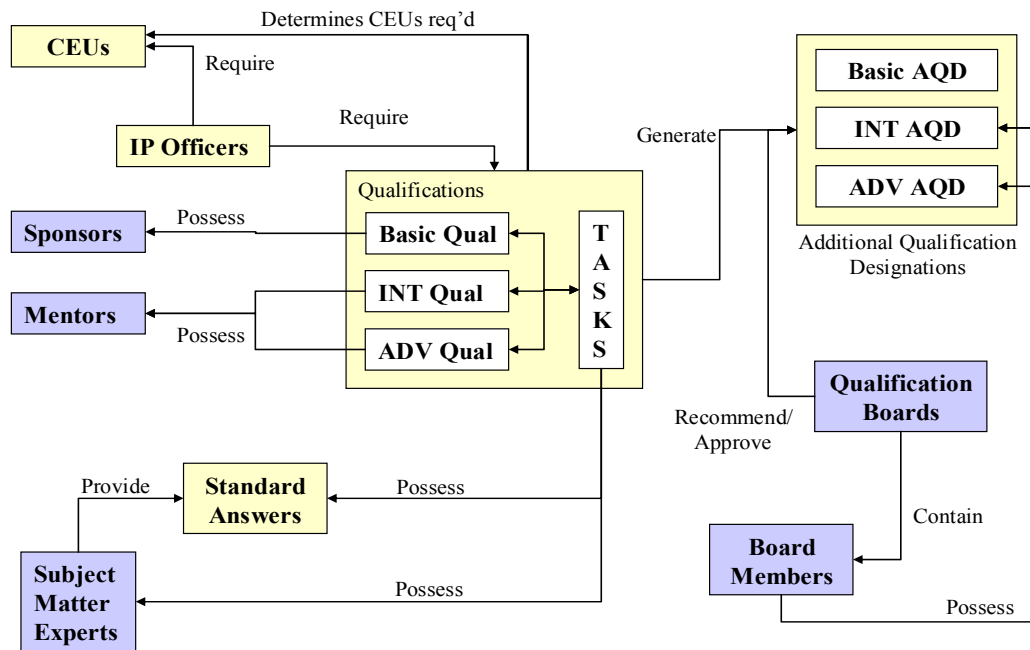 Determines CEUs req'd
CEUs
Require
IP Officers
Require
Basic AQD
INT AQD
ADV AQD
Generate
Additional Qualification
Designations
Qualifications
Possess
Sponsors
Basic Qual
INT Qual
ADV Qual
T
A
S
K
S
Mentors
Possess
Qualification
Boards
Recommend/
Approve
Provide
Standard
Answers
Possess
Contain
Board
Members
Subject
Matter
Experts
Possess
Possess